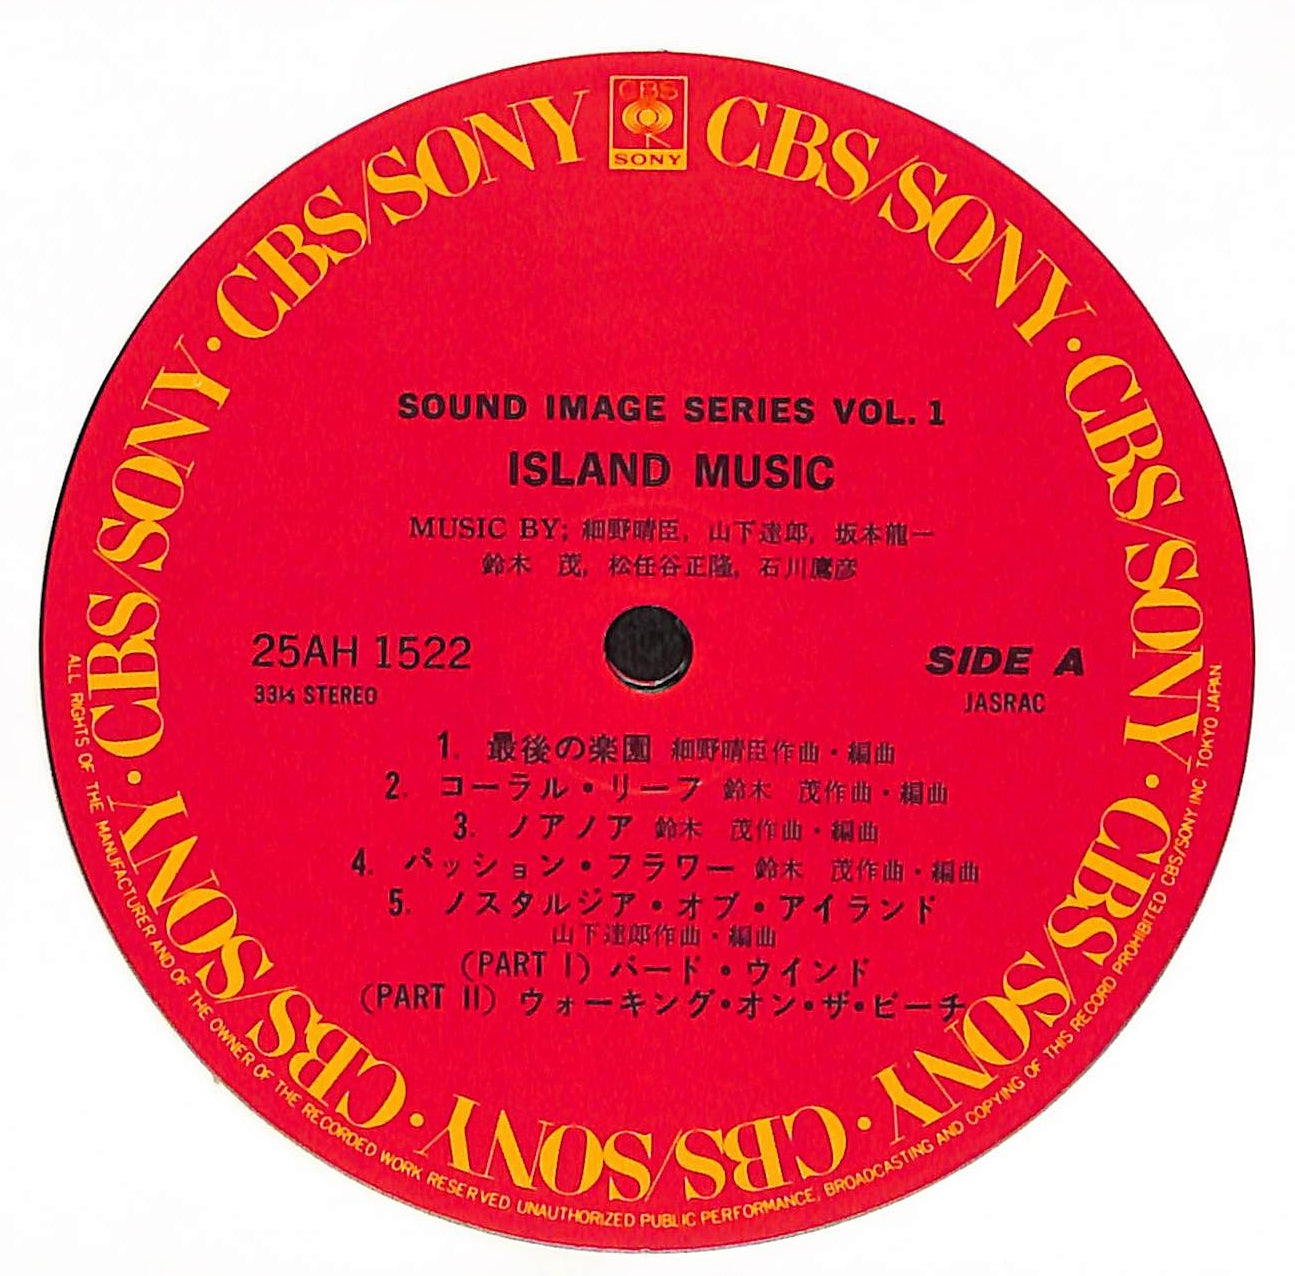 CBS
SONY
CBS/SONY · CBS/SONY · CBS/SONY · CBS/SONY · CBS/SONY · CBS/SONY · CBS/SONY · CBS/SONY
SOUND IMAGE SERIES VOL. 1
ISLAND MUSIC
MUSIC BY; 細野晴臣, 山下達郎, 坂本龍一
鈴木 茂, 松任谷正隆, 石川鷹彦
25AH 1522
SIDE A
33⅓ STEREO
JASRAC
1. 最後の楽園 細野晴臣作曲・編曲
2. コーラル・リーフ 鈴木 茂作曲・編曲
3. ノアノア 鈴木 茂作曲・編曲
4. パッション・フラワー 鈴木 茂作曲・編曲
5. ノスタルジア・オブ・アイランド
山下達郎作曲・編曲
(PART I) バード・ウインド
(PART II) ウォーキング・オン・ザ・ビーチ
ALL RIGHTS OF THE MANUFACTURER AND OF THE OWNER OF THE RECORDED WORK RESERVED UNAUTHORIZED PUBLIC PERFORMANCE, BROADCASTING AND COPYING OF THIS RECORD PROHIBITED CBS/SONY INC TOKYO JAPAN